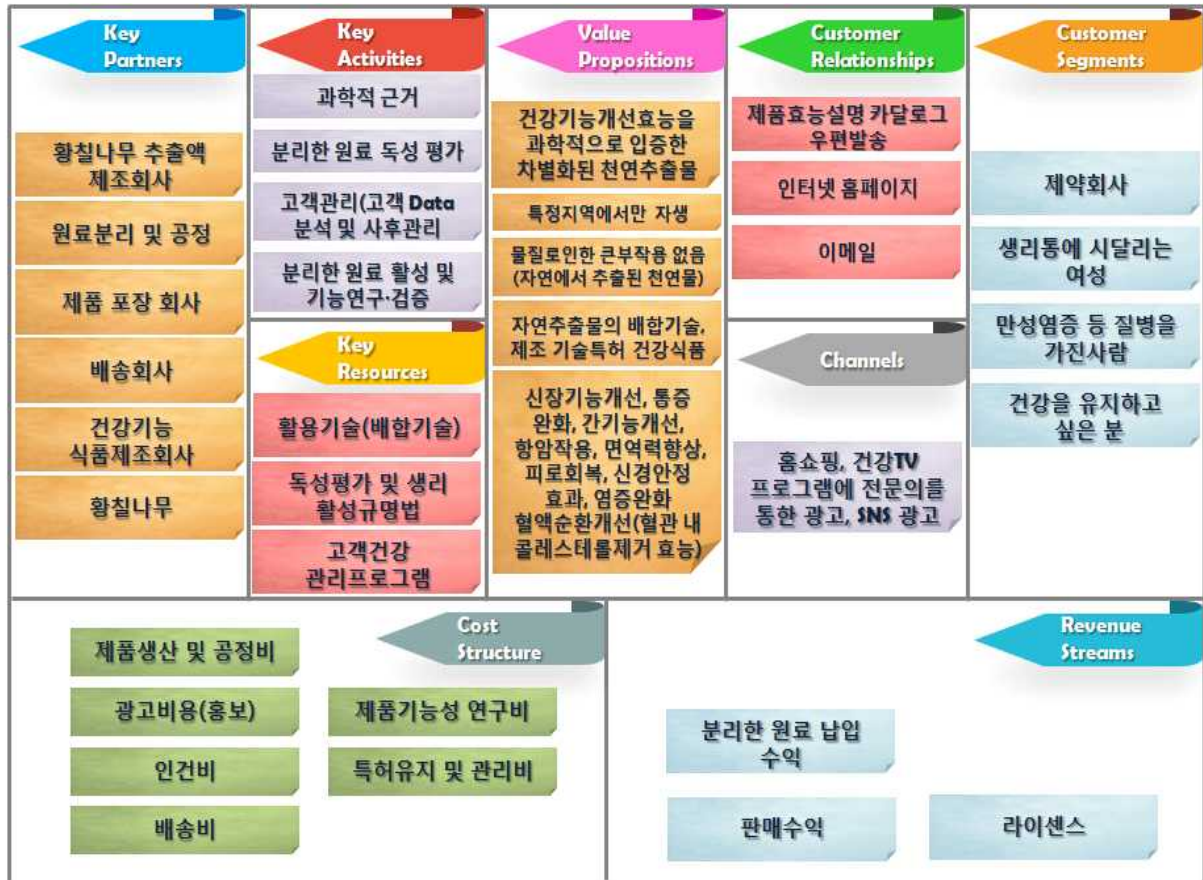 Key
Partners
황칠나무 추출액
제조회사
원료분리 및 공정
제품 포장 회사
배송회사
건강기능
식품제조회사
황칠나무
Key
Activities
과학적 근거
분리한 원료 독성 평가
고객관리(고객 Data
분석 및 사후관리
분리한 원료 활성 및
기능연구·검증
Key
Resources
활용기술(배합기술)
독성평가 및 생리
활성규명법
고객건강
관리프로그램
Value
Propositions
건강기능개선효능을
과학적으로 입증한
차별화된 천연추출물
특정지역에서만 자생
물질로인한 큰부작용 없음
(자연에서 추출된 천연물)
자연추출물의 배합기술,
제조 기술특허 건강식품
신장기능개선, 통증
완화, 간기능개선,
항암작용, 면역력향상,
피로회복, 신경안정
효과, 염증완화
혈액순환개선(혈관 내
콜레스테롤제거 효능)
Customer
Relationships
제품효능설명 카달로그
우편발송
인터넷 홈페이지
이메일
Channels
홈쇼핑, 건강TV
프로그램에 전문의를
통한 광고, SNS 광고
Customer
Segments
제약회사
생리통에 시달리는
여성
만성염증 등 질병을
가진사람
건강을 유지하고
싶은 분
Cost
Structure
제품생산 및 공정비
광고비용(홍보)
인건비
배송비
제품기능성 연구비
특허유지 및 관리비
Revenue
Streams
분리한 원료 납입
수익
판매수익
라이센스